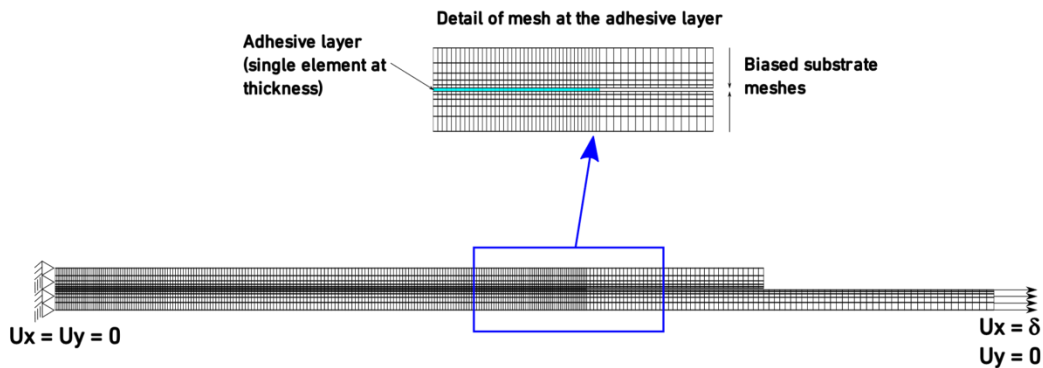 Detail of mesh at the adhesive layer
Adhesive layer
(single element at
thickness)
Biased substrate
meshes
Ux = Uy = 0
Ux = δ
Uy = 0